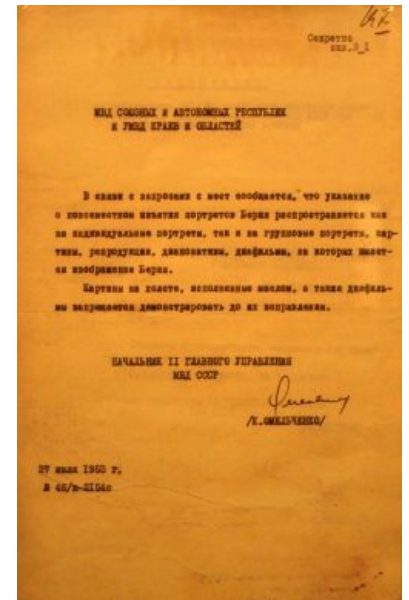 47
Секретно
экз. № 1
МВД СОЮЗНЫХ И АВТОНОМНЫХ РЕСПУБЛИК
И УМВД КРАЕВ И ОБЛАСТЕЙ
В связи с запросами с мест сообщается, что указание
о повсеместном изъятии портретов Берия распространяется как
на индивидуальные портреты, так и на групповые портреты, кар-
тины, репродукции, диапозитивы, диафильмы, на которых имеет-
ся изображение Берия.
Картины на холсте, исполненные маслом, а также диафиль-
мы запрещается демонстрировать до их исправления.
НАЧАЛЬНИК II ГЛАВНОГО УПРАВЛЕНИЯ
МВД СССР
/К.ОМЕЛЬЧЕНКО/
27 июля 1953 г.
№ 46/